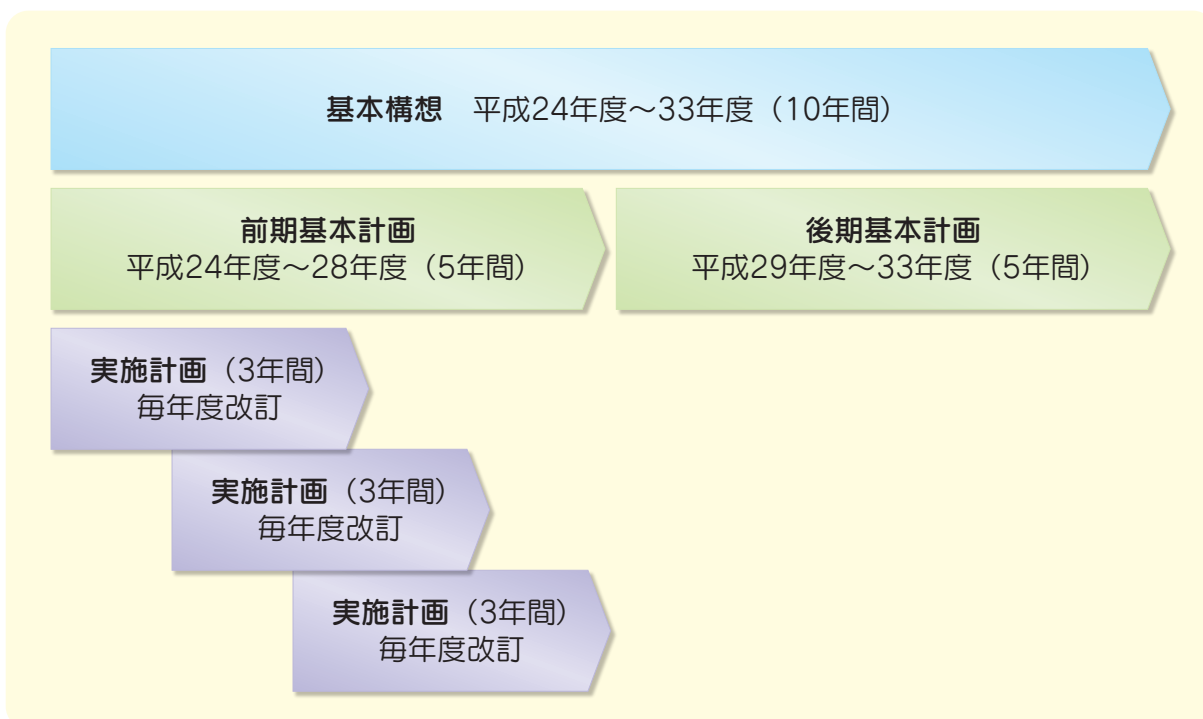 基本構想　平成24年度～33年度（10年間）
前期基本計画
平成24年度～28年度（5年間）
後期基本計画
平成29年度～33年度（5年間）
実施計画（3年間）
毎年度改訂
実施計画（3年間）
毎年度改訂
実施計画（3年間）
毎年度改訂